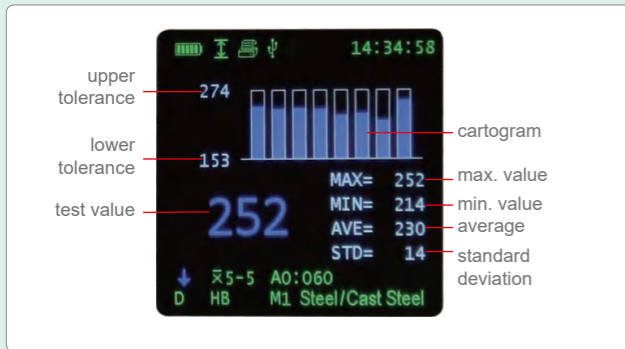 14:34:58
upper
tolerance
274
lower
tolerance
153
cartogram
test value
252
MAX= 252
max. value
MIN= 214
min. value
AVE= 230
average
STD= 14
standard
deviation
x̅5-5 A0:060
D HB M1 Steel/Cast Steel